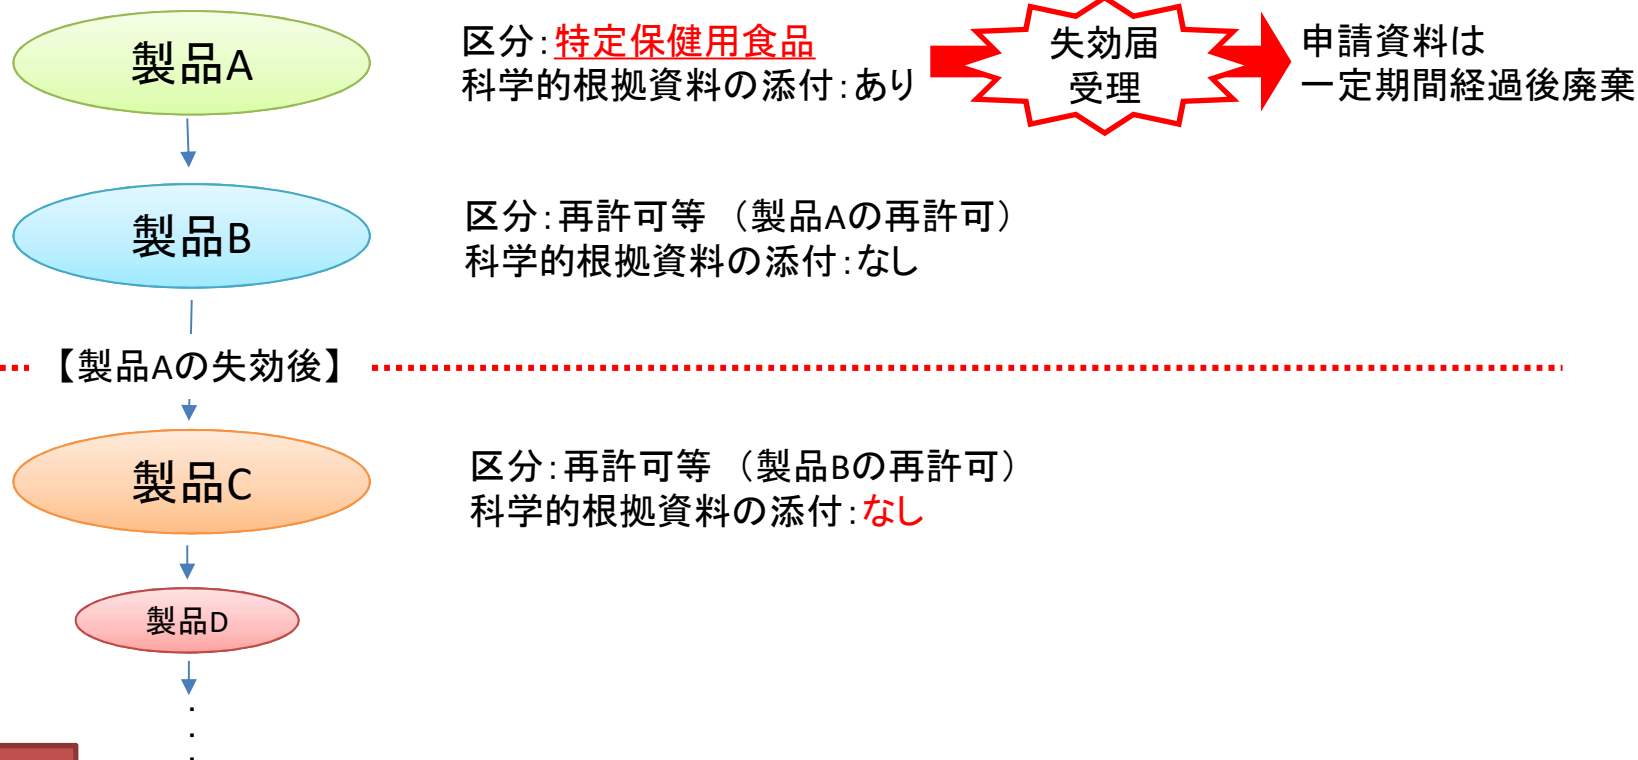 製品A
区分：特定保健用食品
科学的根拠資料の添付：あり
失効届
受理
申請資料は
一定期間経過後廃棄
製品B
区分：再許可等　（製品Aの再許可）
科学的根拠資料の添付：なし
【製品Aの失効後】
製品C
区分：再許可等　（製品Bの再許可）
科学的根拠資料の添付：なし
製品D